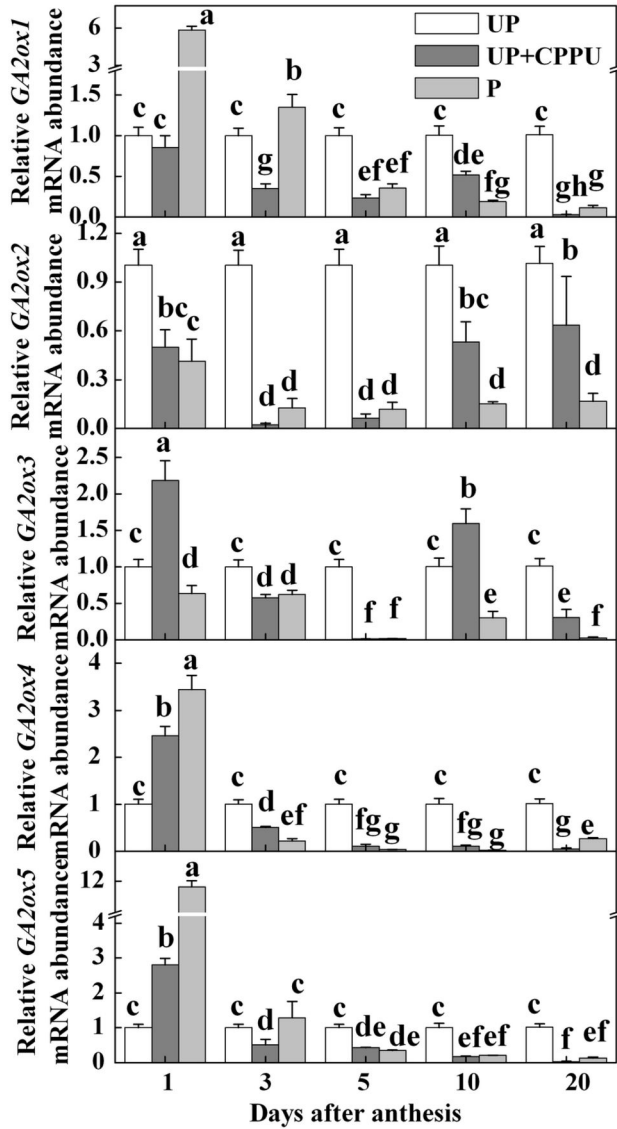 UP
UP+CPPU
P
Relative GA2ox1
mRNA abundance
6
3
1.5
1.0
0.5
0.0
c c a
c g b
c ef ef
c de fg
c gh g
Relative GA2ox2
mRNA abundance
1.2
0.9
0.6
0.3
0.0
a bc c
a d d
a d d
a bc d
a b d
Relative GA2ox3
mRNA abundance
2.5
2.0
1.5
1.0
0.5
0.0
c a d
c d d
c f f
c b e
c e f
Relative GA2ox4
mRNA abundance
4
3
2
1
0
c b a
c d ef
c fg g
c fg g
c g e
Relative GA2ox5
mRNA abundance
12
4
3
2
1
0
c b a
c d c
c de de
c ef ef
c f ef
1 3 5 10 20
Days after anthesis